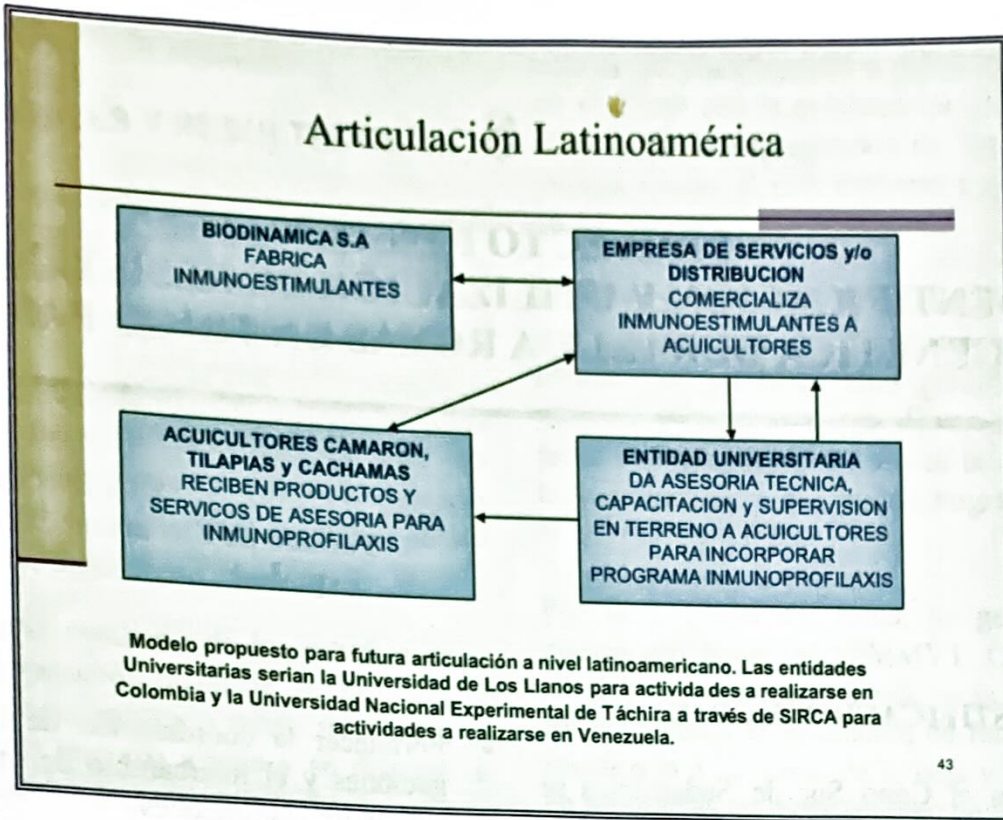 Articulación Latinoamérica
BIODINAMICA S.A
FABRICA
INMUNOESTIMULANTES
EMPRESA DE SERVICIOS y/o
DISTRIBUCION
COMERCIALIZA
INMUNOESTIMULANTES A
ACUICULTORES
ACUICULTORES CAMARON,
TILAPIAS y CACHAMAS
RECIBEN PRODUCTOS Y
SERVICOS DE ASESORIA PARA
INMUNOPROFILAXIS
ENTIDAD UNIVERSITARIA
DA ASESORIA TECNICA,
CAPACITACION y SUPERVISION
EN TERRENO A ACUICULTORES
PARA INCORPORAR
PROGRAMA INMUNOPROFILAXIS
Modelo propuesto para futura articulación a nivel latinoamericano. Las entidades
Universitarias serian la Universidad de Los Llanos para activida des a realizarse en
Colombia y la Universidad Nacional Experimental de Táchira a través de SIRCA para
actividades a realizarse en Venezuela.
43